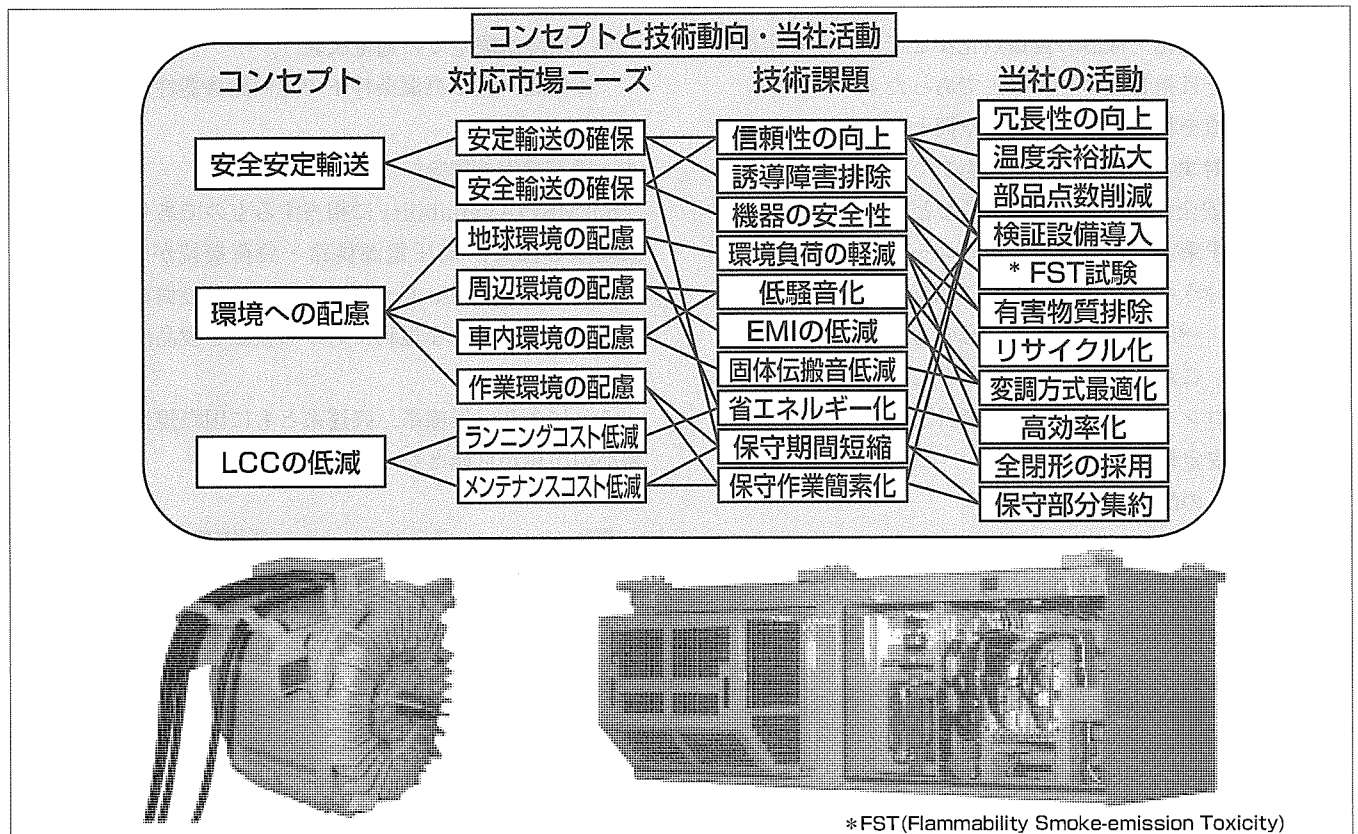 コンセプトと技術動向・当社活動
コンセプト
対応市場ニーズ
技術課題
当社の活動
安全安定輸送
環境への配慮
LCCの低減
安定輸送の確保
安全輸送の確保
地球環境の配慮
周辺環境の配慮
車内環境の配慮
作業環境の配慮
ランニングコスト低減
メンテナンスコスト低減
信頼性の向上
誘導障害排除
機器の安全性
環境負荷の軽減
低騒音化
EMIの低減
固体伝搬音低減
省エネルギー化
保守期間短縮
保守作業簡素化
冗長性の向上
温度余裕拡大
部品点数削減
検証設備導入
*FST試験
有害物質排除
リサイクル化
変調方式最適化
高効率化
全閉形の採用
保守部分集約
*FST(Flammability Smoke-emission Toxicity)